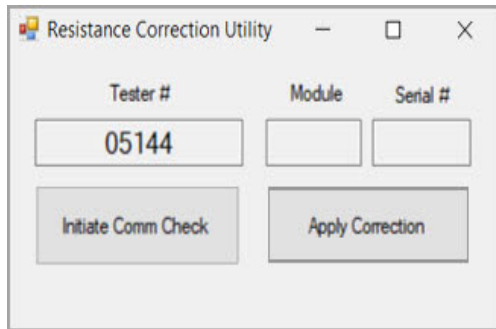 Resistance Correction Utility
Tester # Module Serial #
05144
Initiate Comm Check Apply Correction